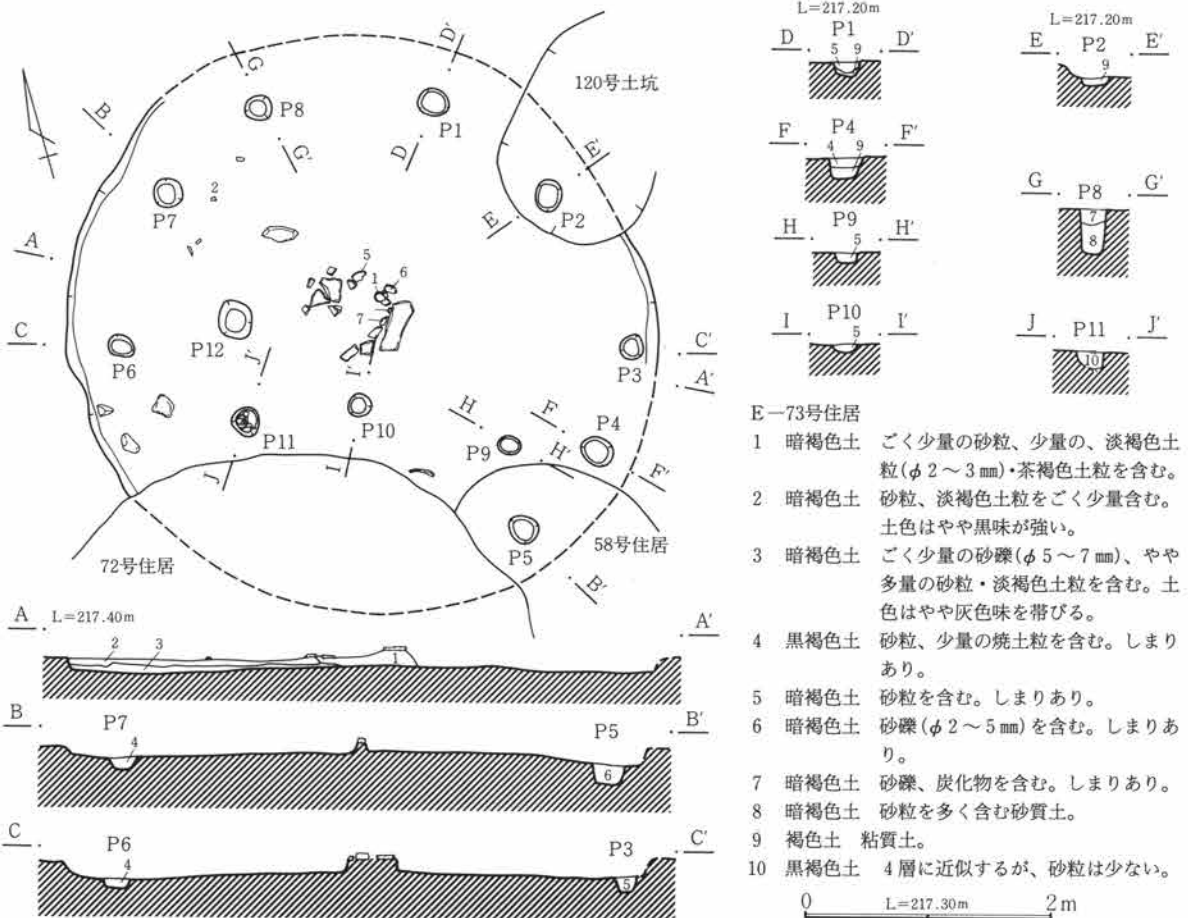 G
D'
120号土坑
B
P8
P1
G'
D
E'
2
P7
P2
E
A
5
1
6
7
C
P12
J'
I'
P6
P3
C'
A'
H
F
P11
P10
P9
H'
P4
F'
J
I
P5
72号住居
58号住居
B'
A L=217.40m A'
2 3 1
B P7 P5 B'
4 6
C P6 P3 C'
4 5
L=217.20m
D P1 D'
5 9
L=217.20m
E P2 E'
9
F P4 F'
4 9
G P8 G'
7
8
H P9 H'
5
I P10 I'
5
J P11 J'
10
E－73号住居
1 暗褐色土 ごく少量の砂粒、少量の、淡褐色土
粒(φ2～3㎜)・茶褐色土粒を含む。
2 暗褐色土 砂粒、淡褐色土粒をごく少量含む。
土色はやや黒味が強い。
3 暗褐色土 ごく少量の砂礫(φ5～7㎜)、やや
多量の砂粒・淡褐色土粒を含む。土
色はやや灰色味を帯びる。
4 黒褐色土 砂粒、少量の焼土粒を含む。しまり
あり。
5 暗褐色土 砂粒を含む。しまりあり。
6 暗褐色土 砂礫(φ2～5㎜)を含む。しまりあ
り。
7 暗褐色土 砂礫、炭化物を含む。しまりあり。
8 暗褐色土 砂粒を多く含む砂質土。
9 褐色土 粘質土。
10 黒褐色土 4層に近似するが、砂粒は少ない。
0 L=217.30m 2m